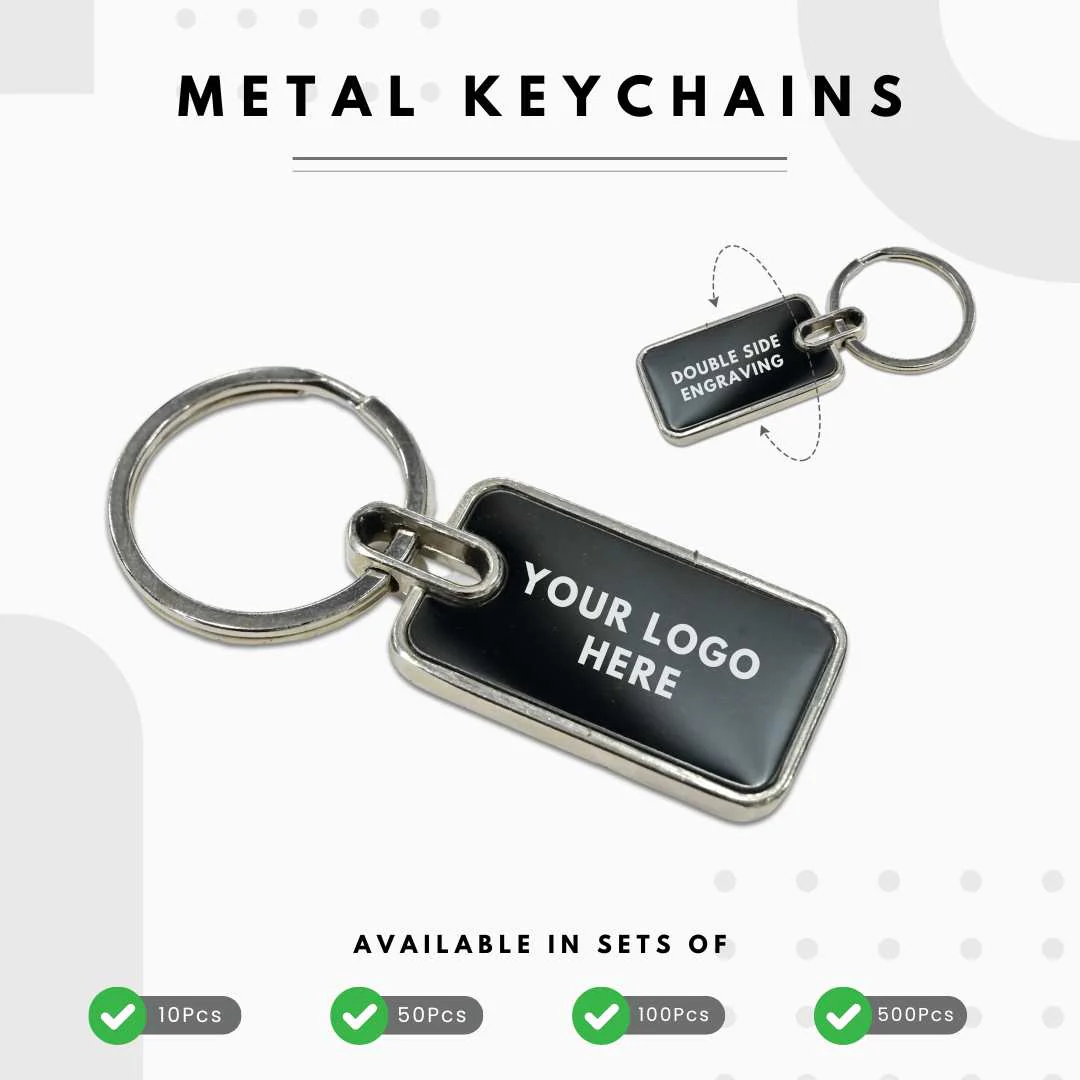 METAL KEYCHAINS
DOUBLE SIDE
ENGRAVING
YOUR LOGO
HERE
AVAILABLE IN SETS OF
10Pcs
50Pcs
100Pcs
500Pcs